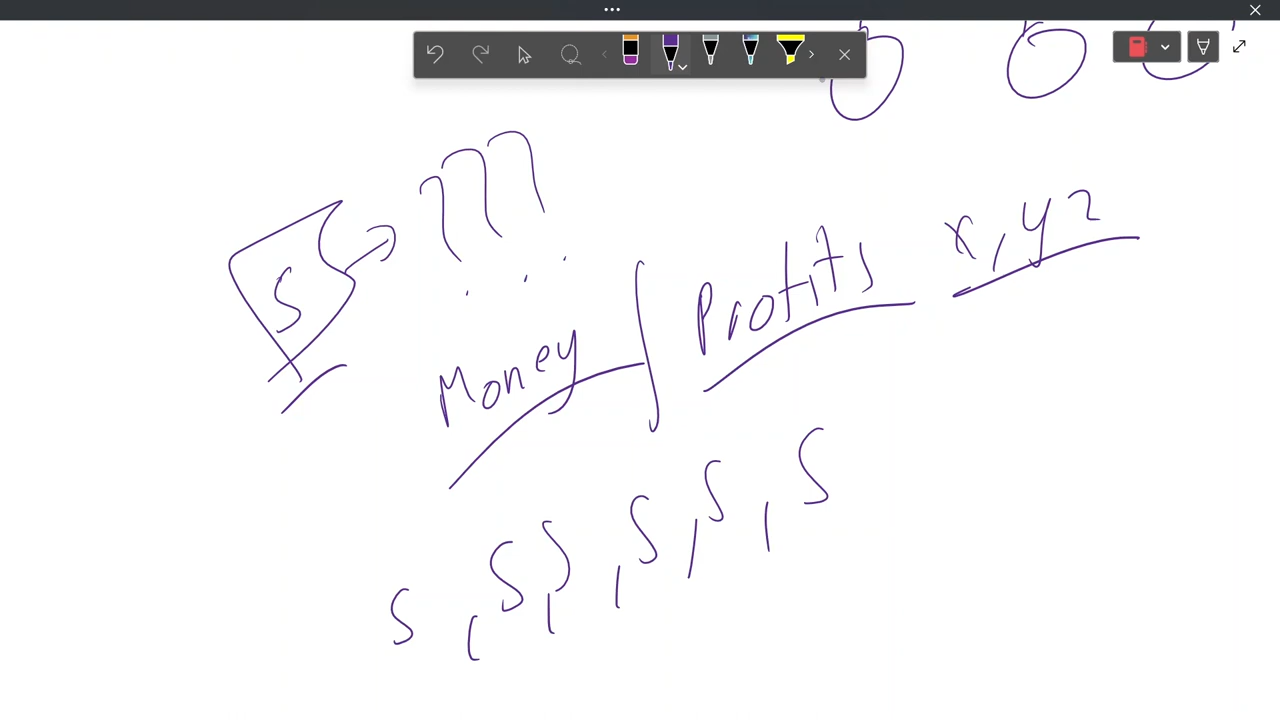 S → ???
Money / Profits x, y z
S , S , S , S , S , S